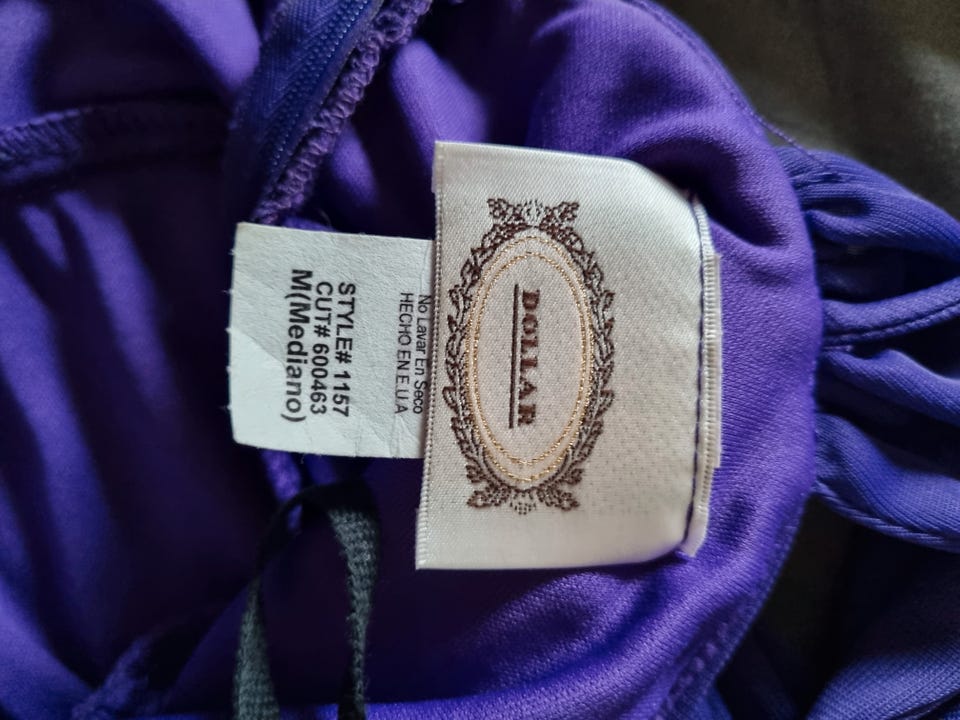 DOLLAR
No Lavar En Seco
HECHO EN E.U.A
STYLE# 1157
CUT# 600463
M(Mediano)